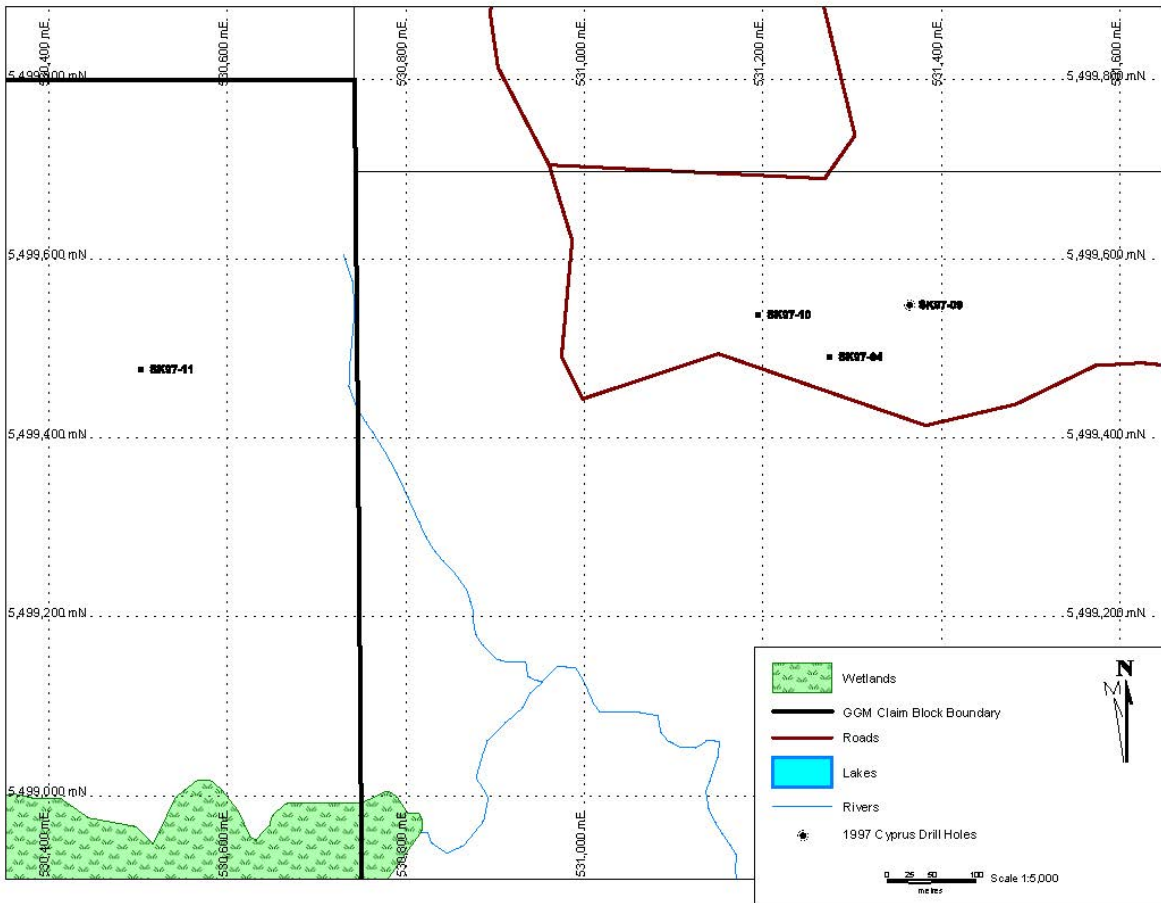 530,400 mE
530,600 mE
530,800 mE
531,000 mE
531,200 mE
531,400 mE
531,600 mE
5,499,800 mN
5,499,800 mN
5,499,600 mN
5,499,600 mN
SK97-09
SK97-10
SK97-04
SK97-11
5,499,400 mN
5,499,400 mN
5,499,200 mN
5,499,200 mN
5,499,000 mN
530,400 mE
530,600 mE
530,800 mE
531,000 mE
N
M
Wetlands
GGM Claim Block Boundary
Roads
Lakes
Rivers
1997 Cyprus Drill Holes
0 25 50 100
metres
Scale 1:5,000